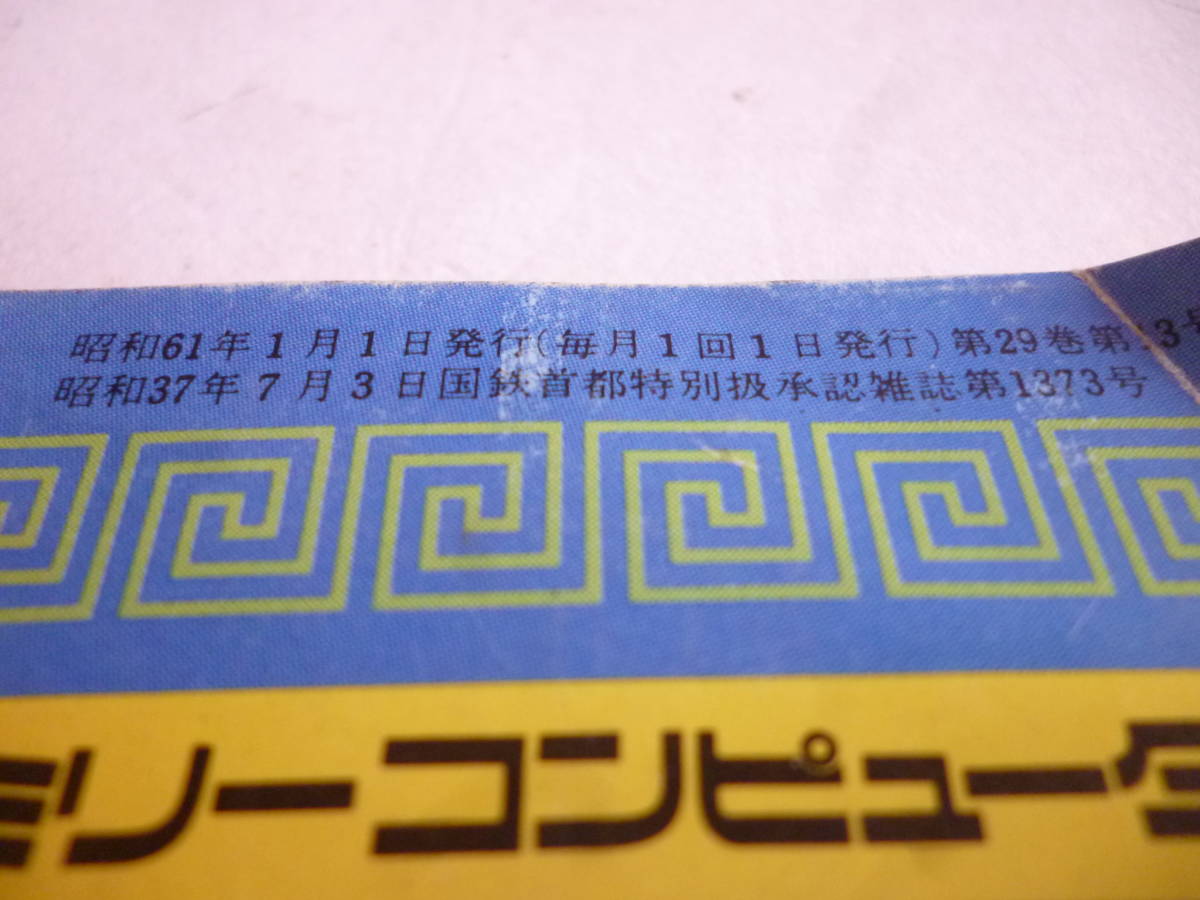 昭和61年1月1日発行(毎月1回1日発行)第29巻第13号
昭和37年7月3日国鉄首都特別扱承認雑誌第1373号
ミリーコンピュータ